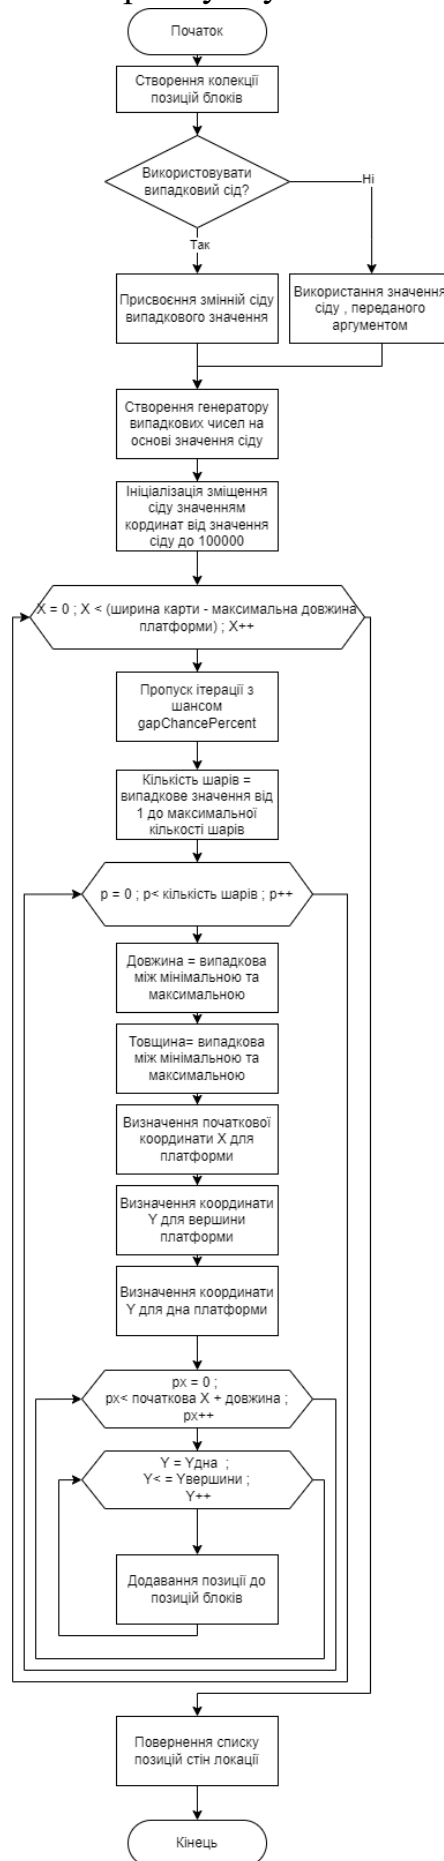 Початок
Створення колекції
позицій блоків
Використовувати
випадковий сід?
Ні
Так
Присвоєння змінній сіду
випадкового значення
Використання значення
сіду , переданого
аргументом
Створення генератору
випадкових чисел на
основі значення сіду
Ініціалізація зміщення
сіду значенням
кординат від значення
сіду до 100000
X = 0 ; X < (ширина карти - максимальна довжина
платформи) ; X++
Пропуск ітерації з
шансом
gapChancePercent
Кількість шарів =
випадкове значення від
1 до максимальної
кількості шарів
p = 0 ; p< кількість шарів ; p++
Довжина = випадкова
між мінімальною та
максимальною
Товщина= випадкова
між мінімальною та
максимальною
Визначення початкової
координати X для
платформи
Визначення координати
Y для вершини
платформи
Визначення координати
Y для дна платформи
px = 0 ;
px< початкова X + довжина ;
px++
Y = Yдна ;
Y< = Yвершини ;
Y++
Додавання позиції до
позицій блоків
Повернення списку
позицій стін локації
Кінець